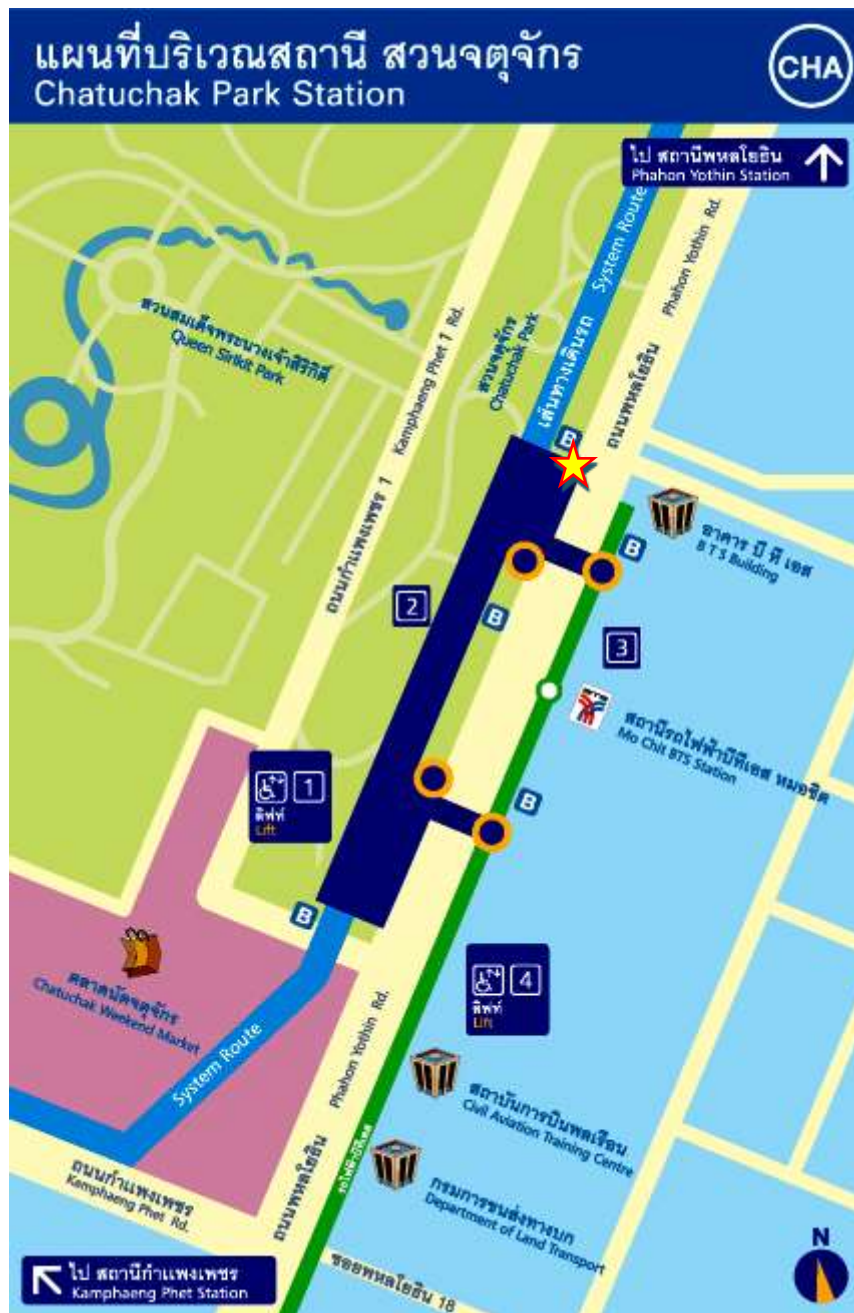 แผนที่บริเวณสถานี สวนจตุจักร
Chatuchak Park Station
CHA
ไป สถานีพหลโยธิน
Phahon Yothin Station
เส้นทางเดินรถ
System Route
ถนนพหลโยธิน
Phahon Yothin Rd.
สวนสมเด็จพระนางเจ้าสิริกิติ์
Queen Sirikit Park
ถนนกำแพงเพชร 1
Kamphaeng Phet 1 Rd.
สวนจตุจักร
Chatuchak Park
B
อาคาร บี ที เอส
B T S Building
B
2
B
3
BTS
สถานีรถไฟฟ้าบีทีเอส หมอชิต
Mo Chit BTS Station
1
ลิฟท์
Lift
B
B
ตลาดนัดจตุจักร
Chatuchak Weekend Market
System Route
4
ลิฟท์
Lift
ถนนพหลโยธิน
Phahon Yothin Rd.
รถไฟฟ้าบีทีเอส
สถาบันการบินพลเรือน
Civil Aviation Training Centre
กรมการขนส่งทางบก
Department of Land Transport
ถนนกำแพงเพชร
Kamphaeng Phet Rd.
ซอยพหลโยธิน 18
N
ไป สถานีกำแพงเพชร
Kamphaeng Phet Station